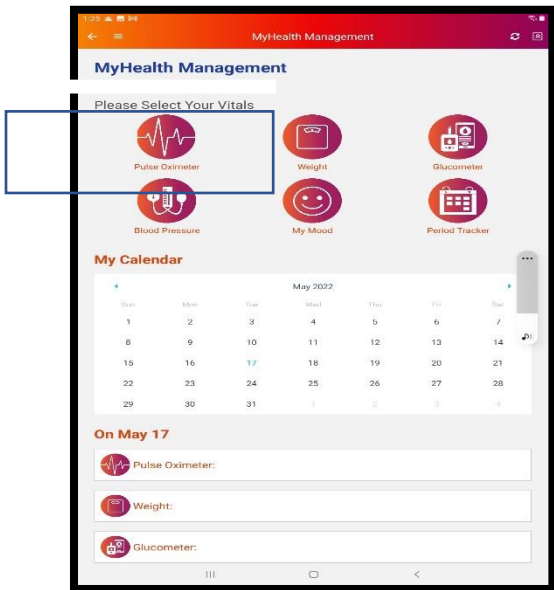 1:25
MyHealth Management
MyHealth Management
Please Select Your Vitals
Pulse Oximeter Weight Glucometer
Blood Pressure My Mood Period Tracker
My Calendar
May 2022
Sun Mon Tue Wed Thu Fri Sat
1 2 3 4 5 6 7
8 9 10 11 12 13 14
15 16 17 18 19 20 21
22 23 24 25 26 27 28
29 30 31 1 2 3 4
On May 17
Pulse Oximeter:
Weight:
Glucometer: